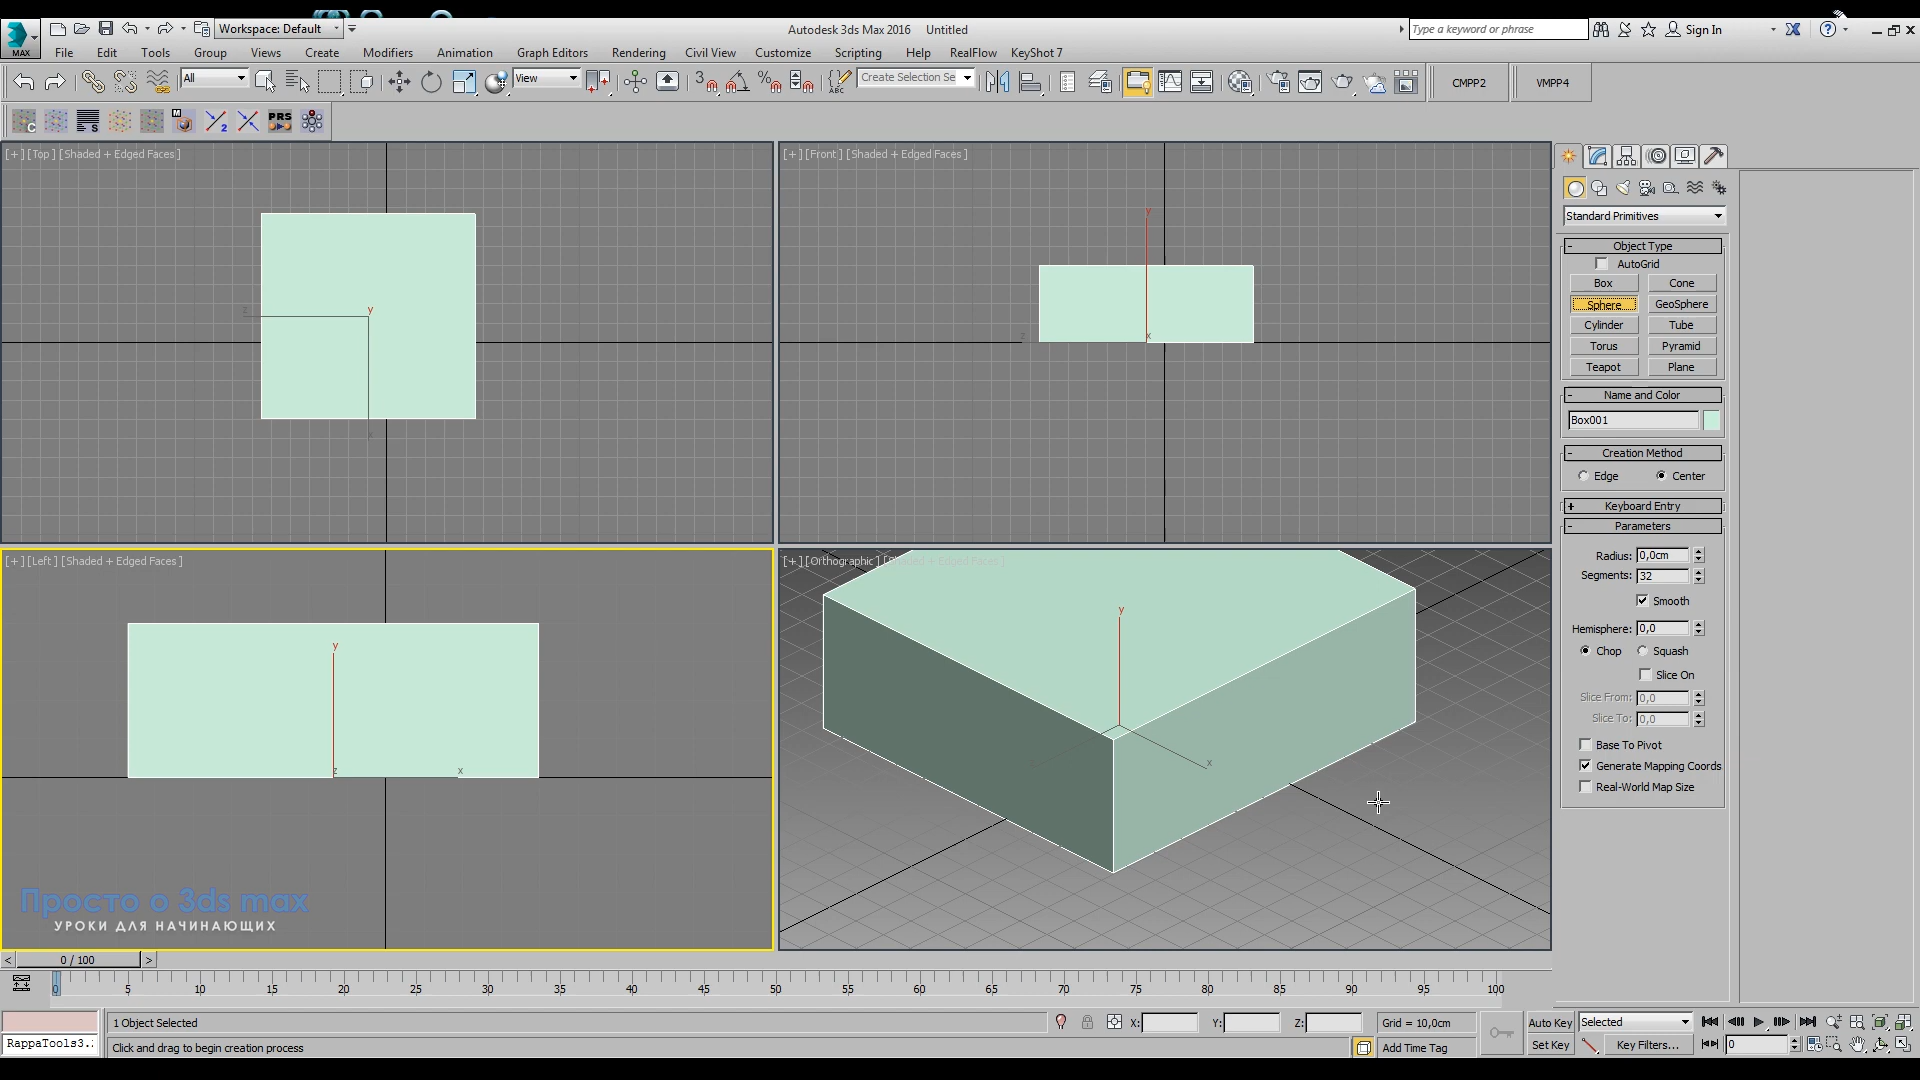 Workspace: Default
Autodesk 3ds Max 2016 Untitled
Type a keyword or phrase
Sign In
MAX
File Edit Tools Group Views Create Modifiers Animation Graph Editors Rendering Civil View Customize Scripting Help RealFlow KeyShot 7
All
View
3
Create Selection Se
CMPP2
VMPP4
PRS
[+] [Top] [Shaded + Edged Faces]
[+] [Front] [Shaded + Edged Faces]
y
z
x
y
z
x
Standard Primitives
- Object Type
AutoGrid
Box Cone
Sphere GeoSphere
Cylinder Tube
Torus Pyramid
Teapot Plane
- Name and Color
Box001
- Creation Method
Edge Center
+ Keyboard Entry
- Parameters
Radius: 0,0cm
Segments: 32
Smooth
Hemisphere: 0,0
Chop Squash
Slice On
Slice From: 0,0
Slice To: 0,0
Base To Pivot
Generate Mapping Coords
Real-World Map Size
[+] [Left] [Shaded + Edged Faces]
[+] [Orthographic] [Shaded + Edged Faces]
y
z
x
y
x
Просто о 3ds max
УРОКИ ДЛЯ НАЧИНАЮЩИХ
< 0 / 100 >
0 5 10 15 20 25 30 35 40 45 50 55 60 65 70 75 80 85 90 95 100
1 Object Selected
X: Y: Z: Grid = 10,0cm
Auto Key Selected
RappaTools3.
Click and drag to begin creation process
Add Time Tag
Set Key Key Filters... 0